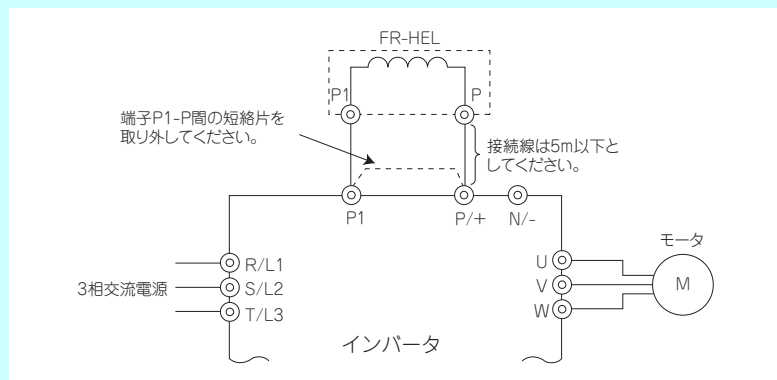 FR-HEL
P1
P
端子P1-P間の短絡片を
取り外してください。
接続線は5m以下と
してください。
P1
P/+
N/-
モータ
R/L1
U
3相交流電源
S/L2
V
M
T/L3
W
インバータ